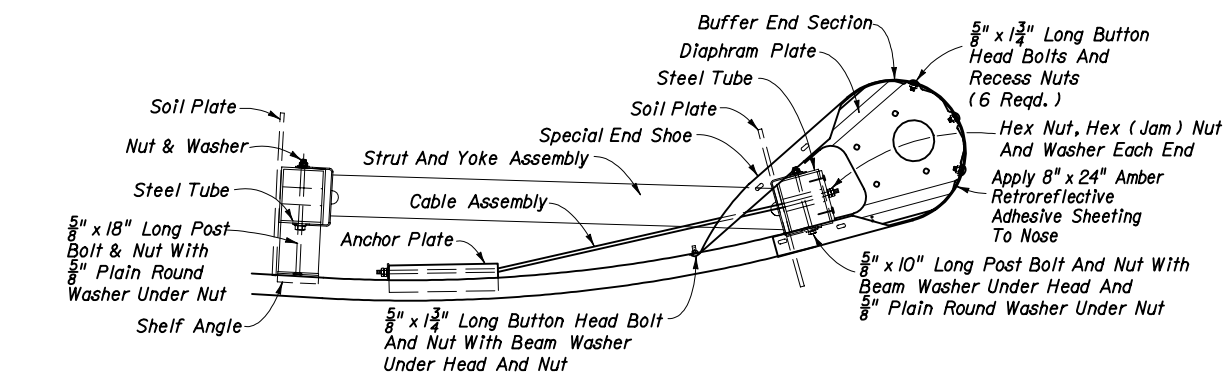 Buffer End Section
Diaphram Plate
Steel Tube
Soil Plate
Special End Shoe
5/8" x 1 3/4" Long Button
Head Bolts And
Recess Nuts
(6 Reqd.)
Hex Nut, Hex (Jam) Nut
And Washer Each End
Apply 8" x 24" Amber
Retroreflective
Adhesive Sheeting
To Nose
Soil Plate
Nut & Washer
Strut And Yoke Assembly
Steel Tube
Cable Assembly
5/8" x 18" Long Post
Bolt & Nut With
5/8" Plain Round
Washer Under Nut
Anchor Plate
Shelf Angle
5/8" x 1 3/4" Long Button Head Bolt
And Nut With Beam Washer
Under Head And Nut
5/8" x 10" Long Post Bolt And Nut With
Beam Washer Under Head And
5/8" Plain Round Washer Under Nut